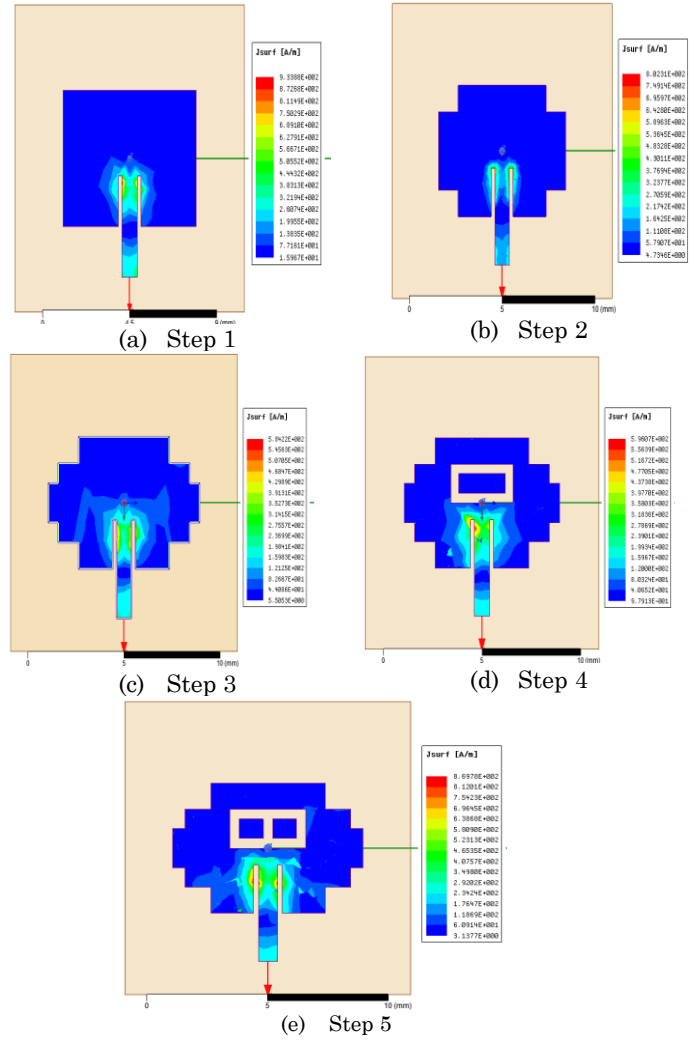 Jsurf [A/m]
9.3388E+002
8.7268E+002
8.1149E+002
7.5029E+002
6.8910E+002
6.2791E+002
5.6671E+002
5.0552E+002
4.4432E+002
3.8313E+002
3.2194E+002
2.6074E+002
1.9955E+002
1.3835E+002
7.7161E+001
1.5967E+001
0 4.5 9 (mm)
(a) Step 1
Jsurf [A/m]
8.0231E+002
7.4914E+002
6.9597E+002
6.4280E+002
5.8963E+002
5.3645E+002
4.8328E+002
4.3011E+002
3.7694E+002
3.2377E+002
2.7059E+002
2.1742E+002
1.6425E+002
1.1108E+002
5.7907E+001
4.7346E+000
0 5 10 (mm)
(b) Step 2
Jsurf [A/m]
5.8422E+002
5.4563E+002
5.0705E+002
4.6847E+002
4.2989E+002
3.9131E+002
3.5273E+002
3.1415E+002
2.7557E+002
2.3699E+002
1.9841E+002
1.5983E+002
1.2125E+002
8.2667E+001
4.4086E+001
5.5053E+000
0 5 10 (mm)
(c) Step 3
Jsurf [A/m]
5.9607E+002
5.5639E+002
5.1672E+002
4.7705E+002
4.3738E+002
3.9770E+002
3.5803E+002
3.1836E+002
2.7869E+002
2.3901E+002
1.9934E+002
1.5967E+002
1.2000E+002
8.0324E+001
4.0652E+001
9.7913E-001
0 5 10 (mm)
(d) Step 4
Jsurf [A/m]
8.6978E+002
8.1201E+002
7.5423E+002
6.9645E+002
6.3868E+002
5.8090E+002
5.2313E+002
4.6535E+002
4.0757E+002
3.4980E+002
2.9202E+002
2.3424E+002
1.7647E+002
1.1869E+002
6.0914E+001
3.1377E+000
0 5 10 (mm)
(e) Step 5